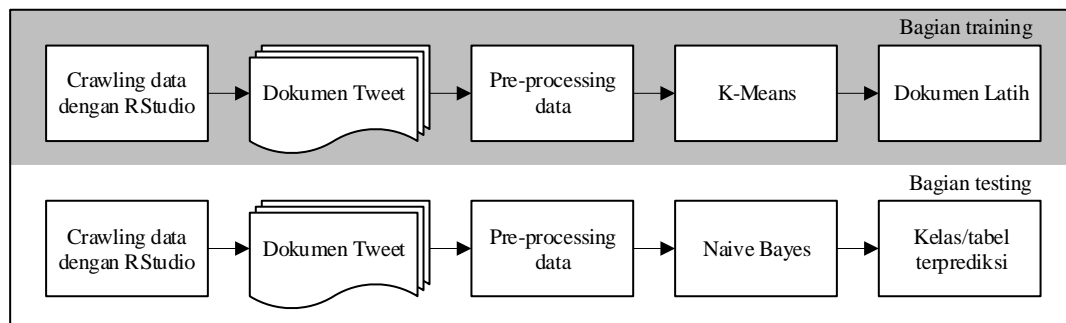 Bagian training
Crawling data
dengan RStudio
Dokumen Tweet
Pre-processing
data
K-Means
Dokumen Latih
Bagian testing
Crawling data
dengan RStudio
Dokumen Tweet
Pre-processing
data
Naive Bayes
Kelas/tabel
terprediksi